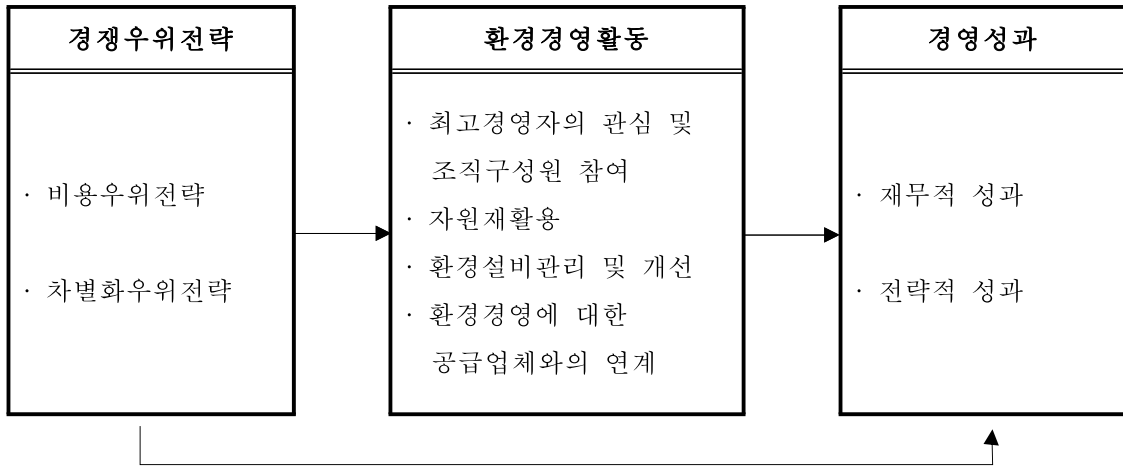 경쟁우위전략
· 비용우위전략
· 차별화우위전략
환경경영활동
· 최고경영자의 관심 및
조직구성원 참여
· 자원재활용
· 환경설비관리 및 개선
· 환경경영에 대한
공급업체와의 연계
경영성과
· 재무적 성과
· 전략적 성과